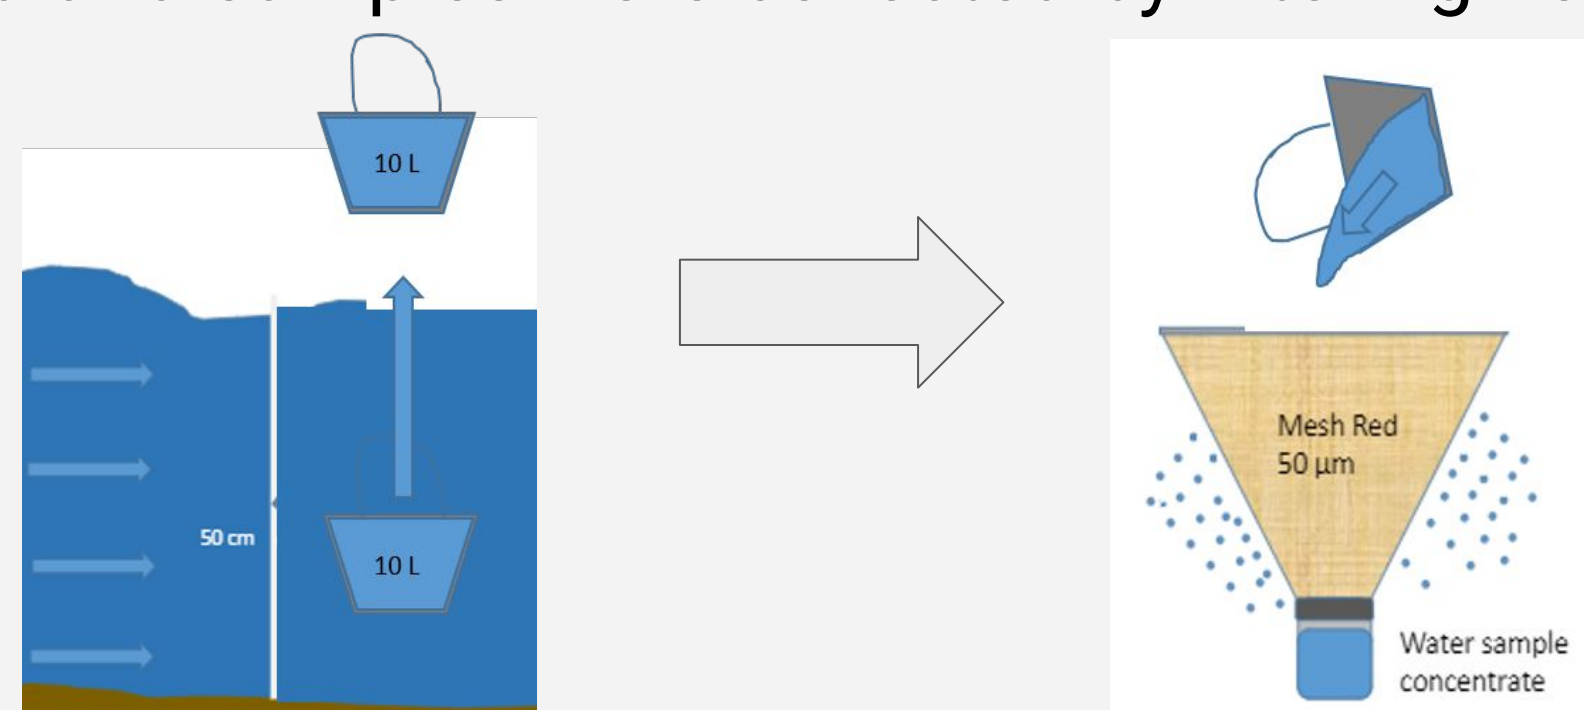 10 L
50 cm
10 L
Mesh Red
50 μm
Water sample
concentrate